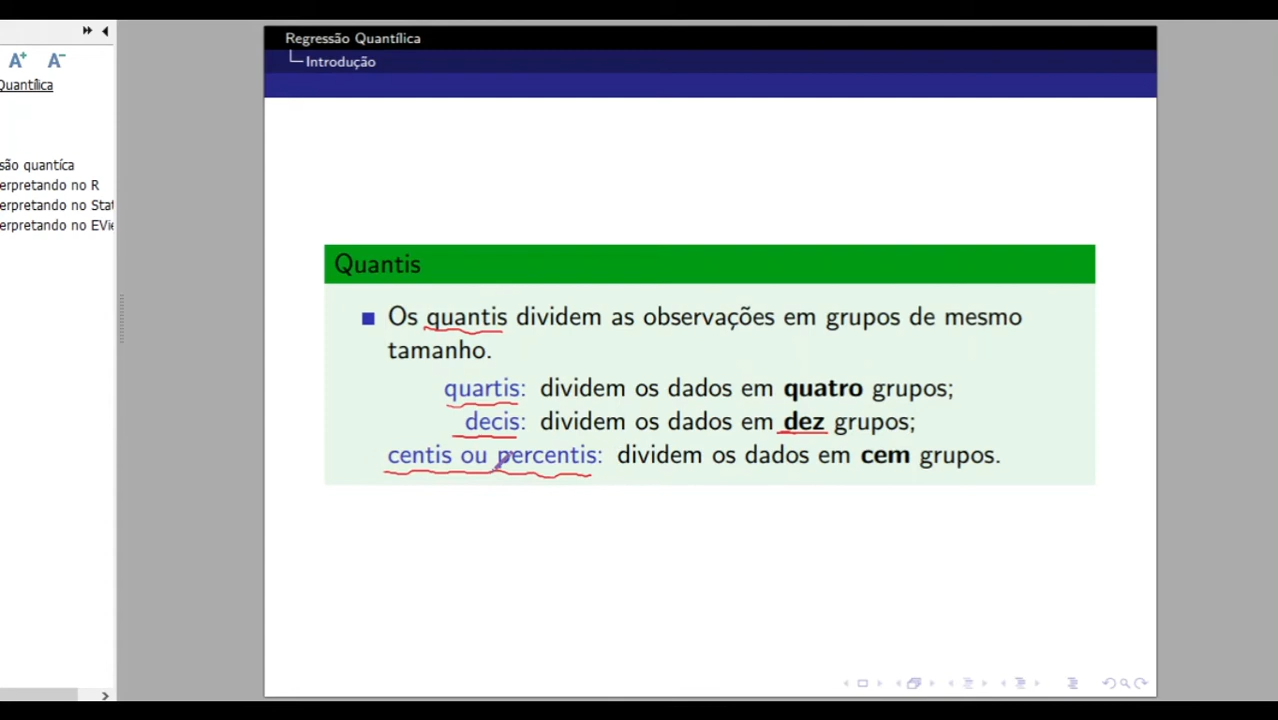 Regressão Quantílica
Introdução
A+ A-
Quantílica
são quantíca
erpretando no R
erpretando no Stat
erpretando no EVie
Quantis
Os quantis dividem as observações em grupos de mesmo
tamanho.
quartis: dividem os dados em quatro grupos;
decis: dividem os dados em dez grupos;
centis ou percentis: dividem os dados em cem grupos.